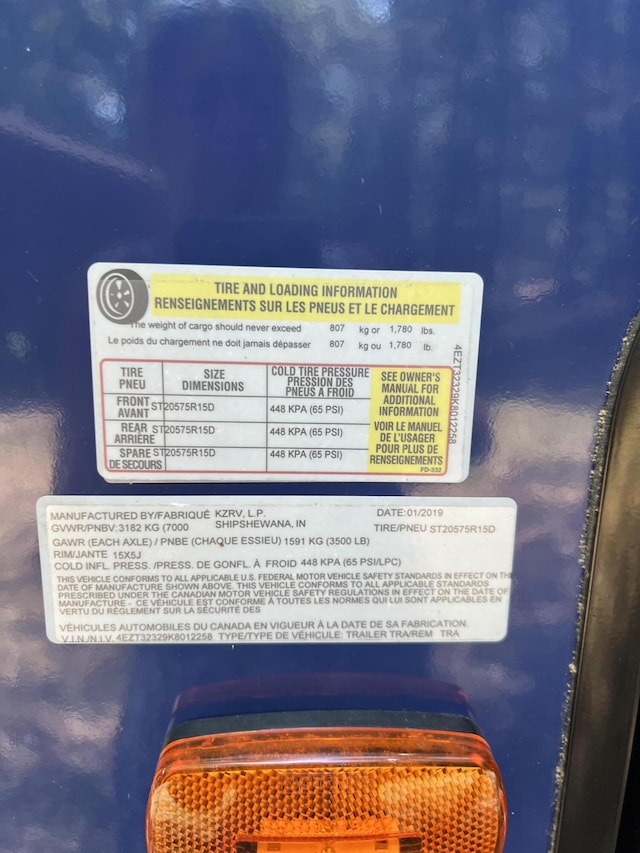 TIRE AND LOADING INFORMATION
RENSEIGNEMENTS SUR LES PNEUS ET LE CHARGEMENT
The weight of cargo should never exceed 807 kg or 1,780 lbs.
Le poids du chargement ne doit jamais dépasser 807 kg ou 1,780 lb.
TIRE PNEU
SIZE DIMENSIONS
COLD TIRE PRESSURE
PRESSION DES
PNEUS A FROID
FRONT AVANT ST20575R15D 448 KPA (65 PSI)
REAR ARRIÈRE ST20575R15D 448 KPA (65 PSI)
SPARE DE SECOURS ST20575R15D 448 KPA (65 PSI)
SEE OWNER'S
MANUAL FOR
ADDITIONAL
INFORMATION
VOIR LE MANUEL
DE L'USAGER
POUR PLUS DE
RENSEIGNEMENTS
FD-332
4EZT32329K8012258
MANUFACTURED BY/FABRIQUÉ KZRV, L.P. DATE:01/2019
GVWR/PNBV:3182 KG (7000 SHIPSHEWANA, IN TIRE/PNEU ST20575R15D
GAWR (EACH AXLE) / PNBE (CHAQUE ESSIEU) 1591 KG (3500 LB)
RIM/JANTE 15X5J
COLD INFL. PRESS. /PRESS. DE GONFL. À FROID 448 KPA (65 PSI/LPC)
THIS VEHICLE CONFORMS TO ALL APPLICABLE U.S. FEDERAL MOTOR VEHICLE SAFETY STANDARDS IN EFFECT ON TH
DATE OF MANUFACTURE SHOWN ABOVE. THIS VEHICLE CONFORMS TO ALL APPLICABLE STANDARDS
PRESCRIBED UNDER THE CANADIAN MOTOR VEHICLE SAFETY REGULATIONS IN EFFECT ON THE DATE OF
MANUFACTURE - CE VÉHICULE EST CONFORME À TOUTES LES NORMES QUI LUI SONT APPLICABLES EN
VERTU DU RÈGLEMENT SUR LA SÉCURITÉ DES
VÉHICULES AUTOMOBILES DU CANADA EN VIGUEUR À LA DATE DE SA FABRICATION.
V.I.N./N.I.V. 4EZT32329K8012258 TYPE/TYPE DE VÉHICULE: TRAILER TRA/REM TRA